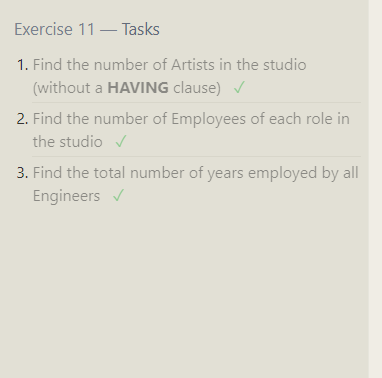 Exercise 11 — Tasks
1. Find the number of Artists in the studio
(without a HAVING clause) ✓
2. Find the number of Employees of each role in
the studio ✓
3. Find the total number of years employed by all
Engineers ✓